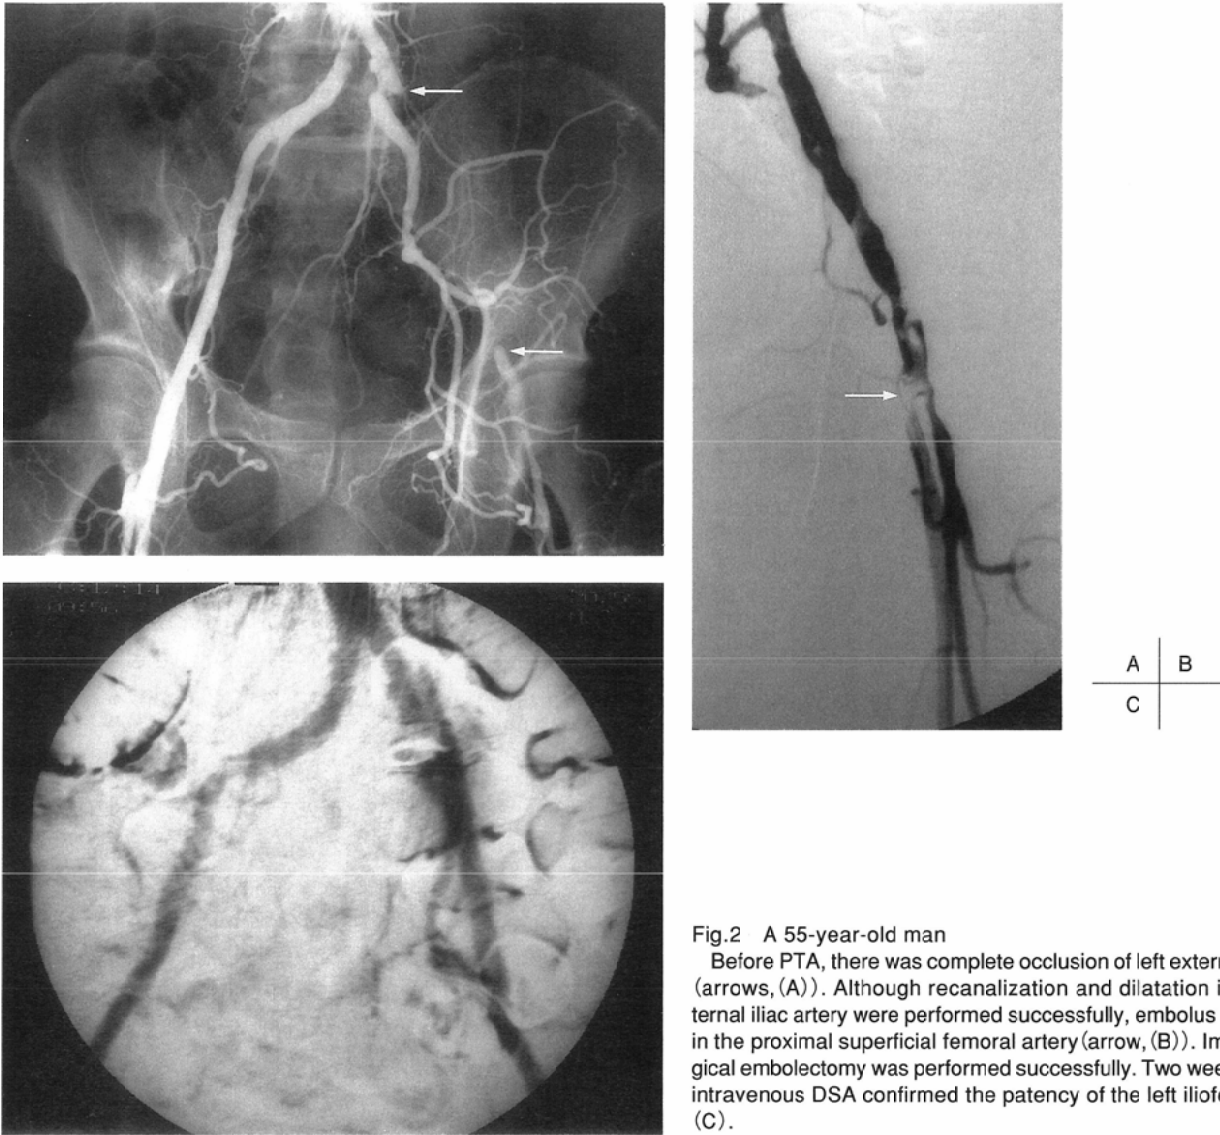 A B
C
Fig.2 A 55-year-old man
Before PTA, there was complete occlusion of left extern
(arrows, (A)). Although recanalization and dilatation i
ternal iliac artery were performed successfully, embolus
in the proximal superficial femoral artery (arrow, (B)). Im
gical embolectomy was performed successfully. Two wee
intravenous DSA confirmed the patency of the left iliofe
(C).